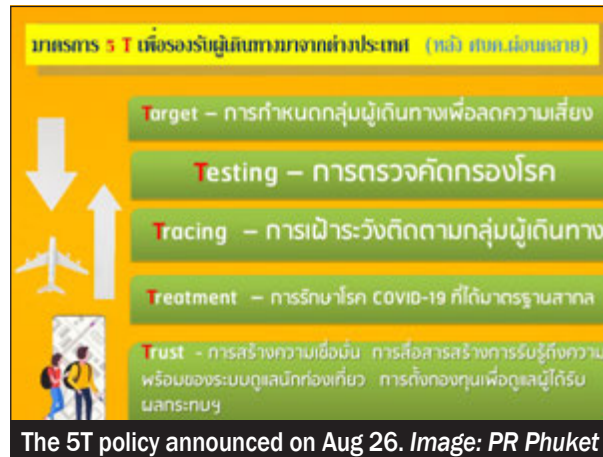 มาตรการ 5 T เพื่อรองรับผู้เดินทางมาจากต่างประเทศ (หลัง ศบค.ผ่อนคลาย)
Target – การกำหนดกลุ่มผู้เดินทางเพื่อลดความเสี่ยง
Testing – การตรวจคัดกรองโรค
Tracing – การเฝ้าระวังติดตามกลุ่มผู้เดินทาง
Treatment – การรักษาโรค COVID-19 ที่ได้มาตรฐานสากล
Trust - การสร้างความเชื่อมั่น การสื่อสารสร้างการรับรู้ถึงความ
พร้อมของระบบดูแลนักท่องเที่ยว การตั้งกองทุนเพื่อดูแลผู้ได้รับ
ผลกระทบฯ
The 5T policy announced on Aug 26. Image: PR Phuket